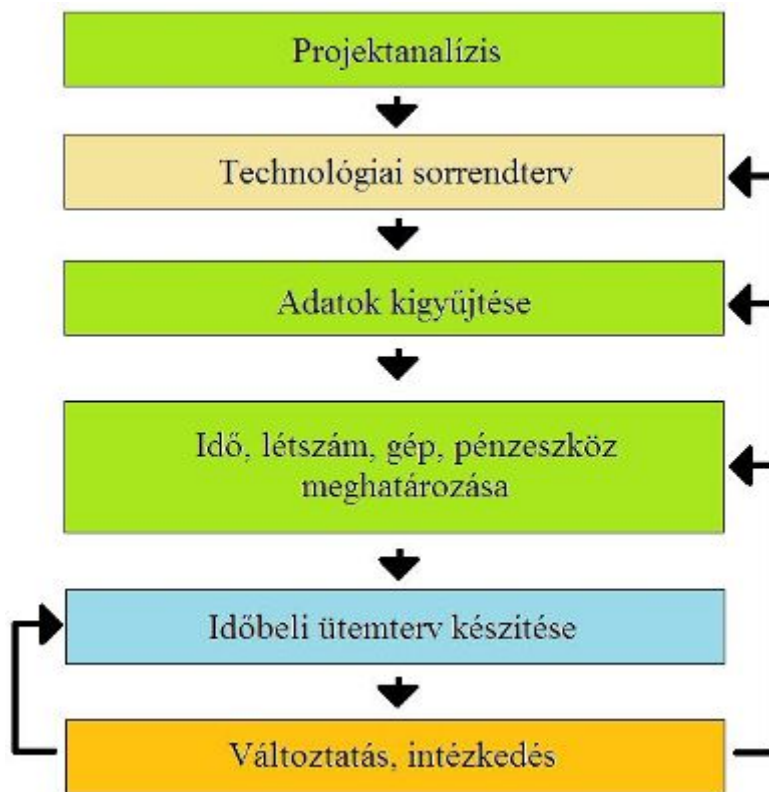 Projektanalízis
Technológiai sorrendterv
Adatok kigyűjtése
Idő, létszám, gép, pénzeszköz
meghatározása
Időbeli ütemterv készítése
Változtatás, intézkedés